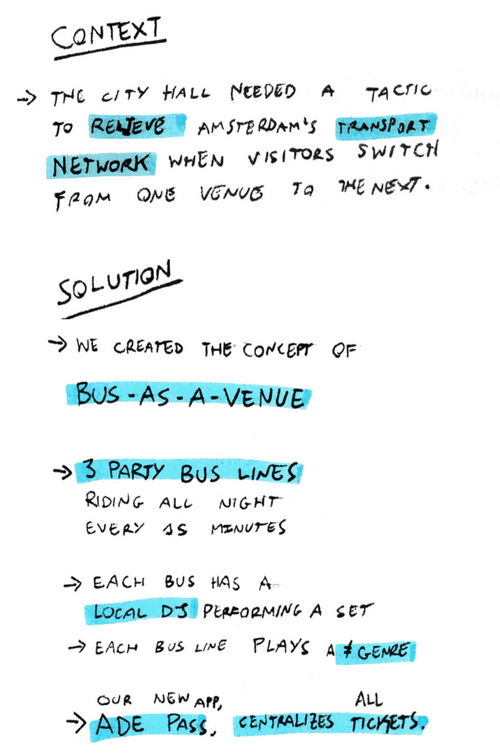 CONTEXT
→ THE CITY HALL NEEDED A TACTIC
TO RELIEVE AMSTERDAM'S TRANSPORT
NETWORK WHEN VISITORS SWITCH
FROM ONE VENUE TO THE NEXT.
SOLUTION
→ WE CREATED THE CONCEPT OF
BUS-AS-A-VENUE
→ 3 PARTY BUS LINES
RIDING ALL NIGHT
EVERY 15 MINUTES
→ EACH BUS HAS A
LOCAL DJ PERFORMING A SET
→ EACH BUS LINE PLAYS A ≠ GENRE
OUR NEW APP, ALL
→ ADE PASS, CENTRALIZES TICKETS.